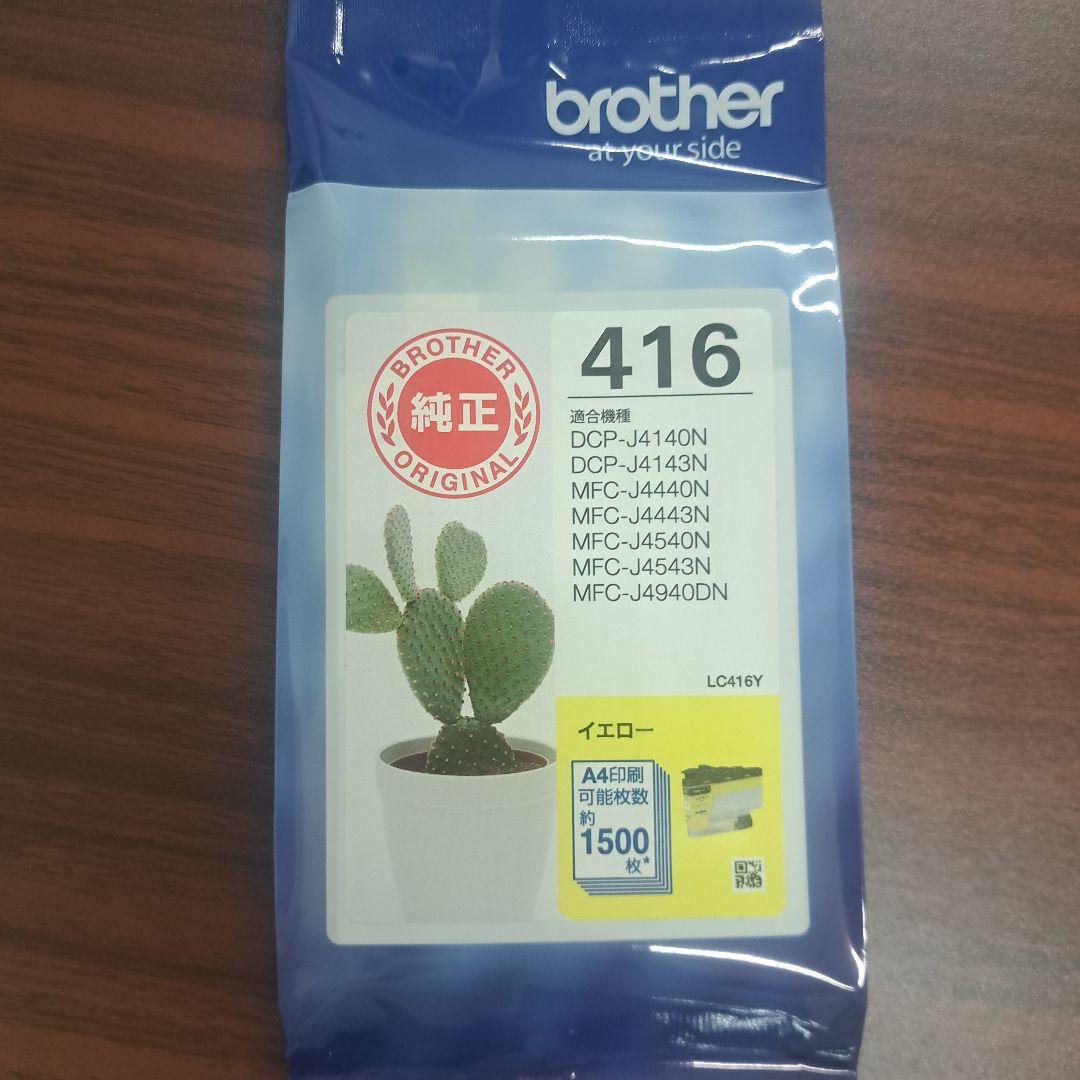 brother
at your side
BROTHER
純正
ORIGINAL
416
適合機種
DCP-J4140N
DCP-J4143N
MFC-J4440N
MFC-J4443N
MFC-J4540N
MFC-J4543N
MFC-J4940DN
LC416Y
イエロー
A4印刷
可能枚数
約
1500
枚*